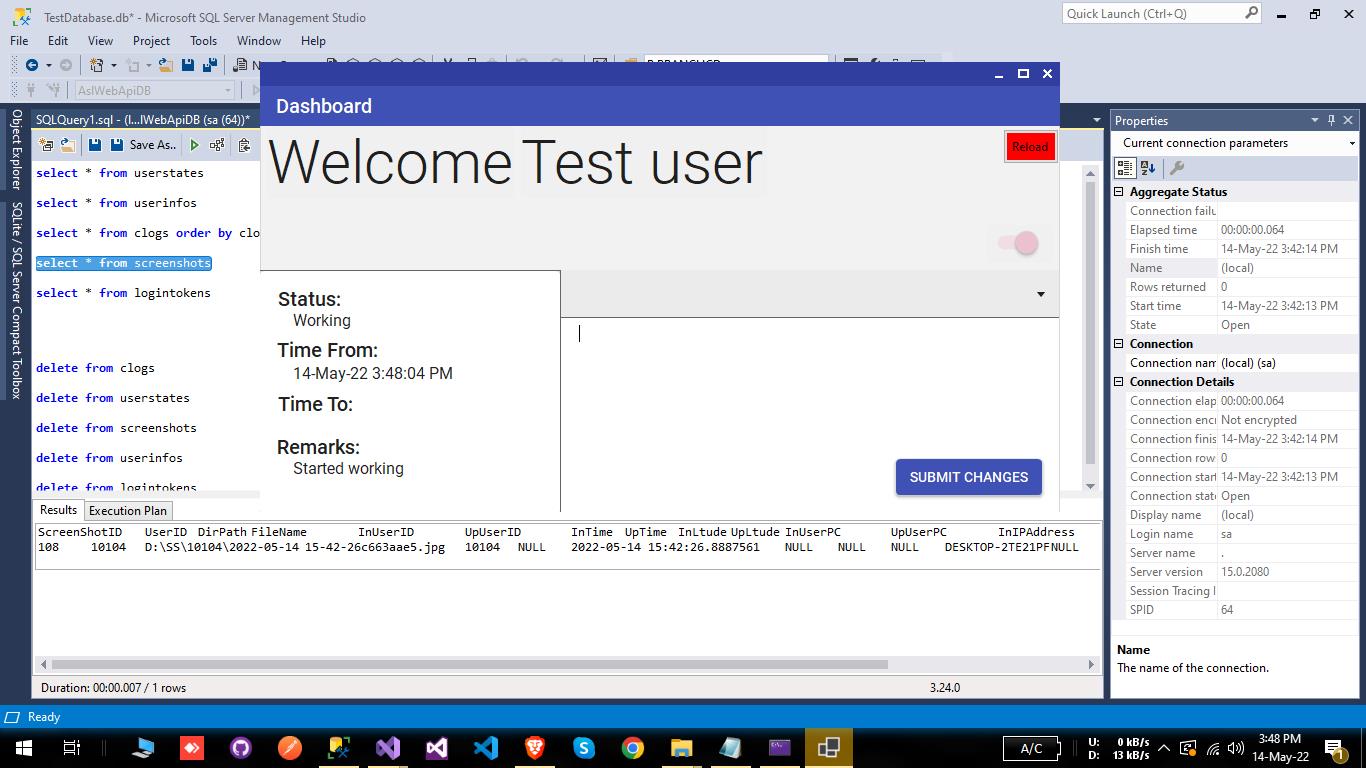 TestDatabase.db* - Microsoft SQL Server Management Studio
Quick Launch (Ctrl+Q)
File Edit View Project Tools Window Help
AslWebApiDB
Dashboard
Welcome Test user
Reload
Status:
Working
Time From:
14-May-22 3:48:04 PM
Time To:
Remarks:
Started working
SUBMIT CHANGES
Object Explorer
SQLite / SQL Server Compact Toolbox
SQLQuery1.sql - (l...lWebApiDB (sa (64))*
Save As..
select * from userstates
select * from userinfos
select * from clogs order by clo
select * from screenshots
select * from logintokens
delete from clogs
delete from userstates
delete from screenshots
delete from userinfos
delete from logintokens
Results Execution Plan
ScreenShotID UserID DirPath FileName InUserID UpUserID InTime UpTime InLtude UpLtude InUserPC UpUserPC InIPAddress
108 10104 D:\SS\10104\2022-05-14 15-42-26c663aae5.jpg 10104 NULL 2022-05-14 15:42:26.8887561 NULL NULL NULL DESKTOP-2TE21PF NULL
Duration: 00:00.007 / 1 rows 3.24.0
Properties
Current connection parameters
Aggregate Status
Connection failu
Elapsed time 00:00:00.064
Finish time 14-May-22 3:42:14 PM
Name (local)
Rows returned 0
Start time 14-May-22 3:42:13 PM
State Open
Connection
Connection nam (local) (sa)
Connection Details
Connection elap 00:00:00.064
Connection encr Not encrypted
Connection finis 14-May-22 3:42:14 PM
Connection row 0
Connection start 14-May-22 3:42:13 PM
Connection state Open
Display name (local)
Login name sa
Server name .
Server version 15.0.2080
Session Tracing I
SPID 64
Name
The name of the connection.
Ready
A/C
U: 0 kB/s
D: 13 kB/s
3:48 PM
14-May-22
1